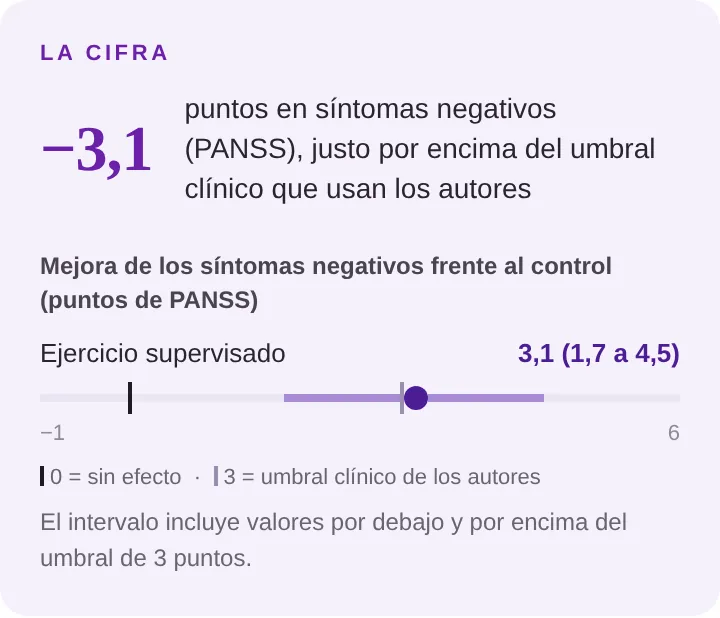 LA CIFRA
−3,1
puntos en síntomas negativos
(PANSS), justo por encima del umbral
clínico que usan los autores
Mejora de los síntomas negativos frente al control
(puntos de PANSS)
Ejercicio supervisado 3,1 (1,7 a 4,5)
−1 6
0 = sin efecto · 3 = umbral clínico de los autores
El intervalo incluye valores por debajo y por encima del
umbral de 3 puntos.